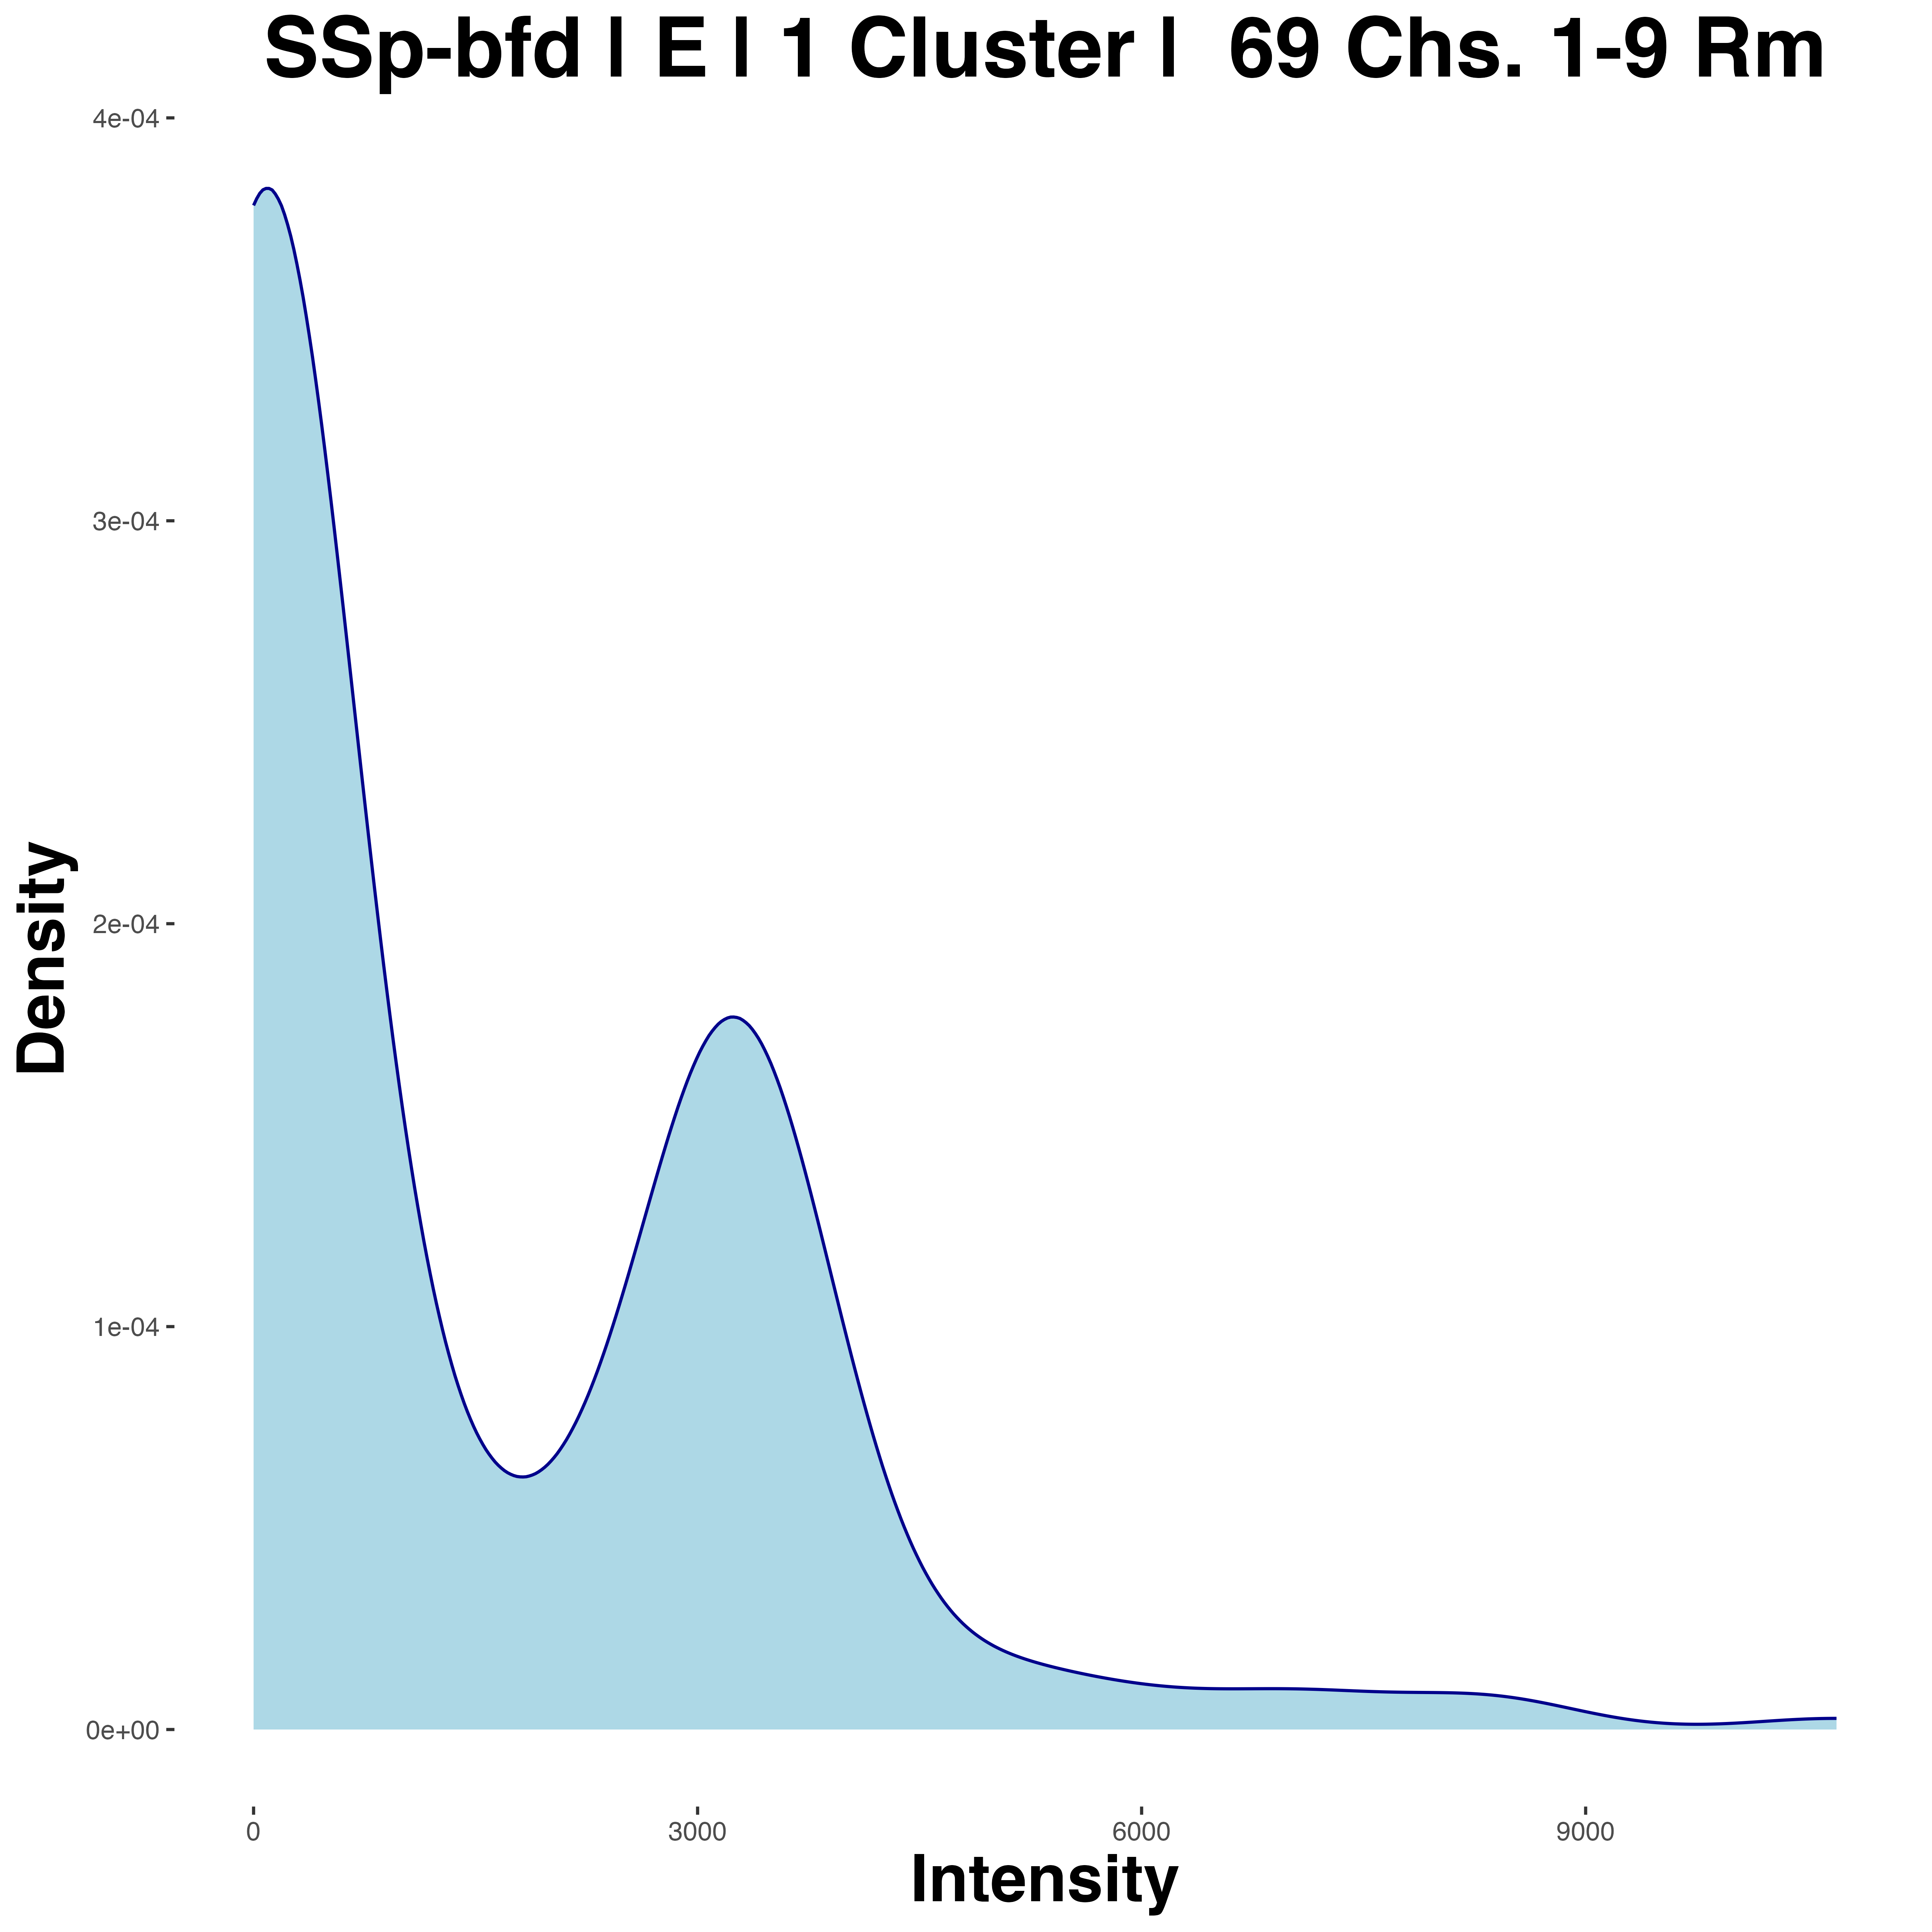 SSp-bfd | E | 1 Cluster |  69 Chs. 1-9 Rm
4e-04
3e-04
2e-04
1e-04
0e+00
Density
0 3000 6000 9000
Intensity